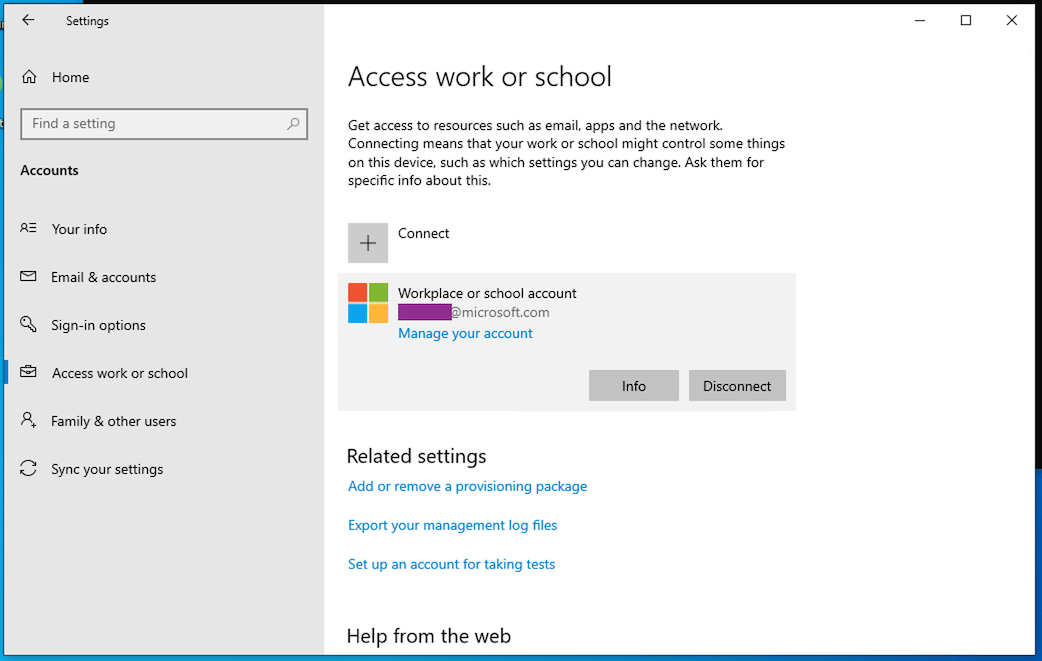 Settings
Home
Find a setting
Accounts
Your info
Email & accounts
Sign-in options
Access work or school
Family & other users
Sync your settings
Access work or school
Get access to resources such as email, apps and the network.
Connecting means that your work or school might control some things
on this device, such as which settings you can change. Ask them for
specific info about this.
Connect
Workplace or school account
@microsoft.com
Manage your account
Info
Disconnect
Related settings
Add or remove a provisioning package
Export your management log files
Set up an account for taking tests
Help from the web